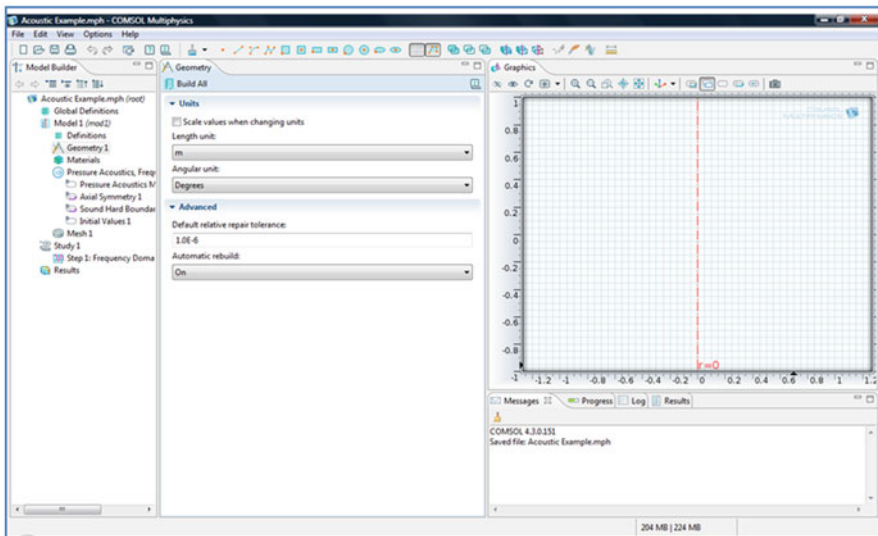 Acoustic Example.mph - COMSOL Multiphysics
File Edit View Options Help
Model Builder
Acoustic Example.mph (root)
Global Definitions
Model 1 (mod1)
Definitions
Geometry 1
Materials
Pressure Acoustics, Freq
Pressure Acoustics M
Axial Symmetry 1
Sound Hard Boundar
Initial Values 1
Mesh 1
Study 1
Step 1: Frequency Doma
Results
Geometry
Build All
Units
Scale values when changing units
Length unit:
m
Angular unit:
Degrees
Advanced
Default relative repair tolerance:
1.0E-6
Automatic rebuild:
On
Graphics
COMSOL
MULTIPHYSICS
1
0.8
0.6
0.4
0.2
0
-0.2
-0.4
-0.6
-0.8
-1
r=0
-1.2 -1 -0.8 -0.6 -0.4 -0.2 0 0.2 0.4 0.6 0.8 1 1.2
Messages Progress Log Results
COMSOL 4.3.0.151
Saved file: Acoustic Example.mph
204 MB | 224 MB